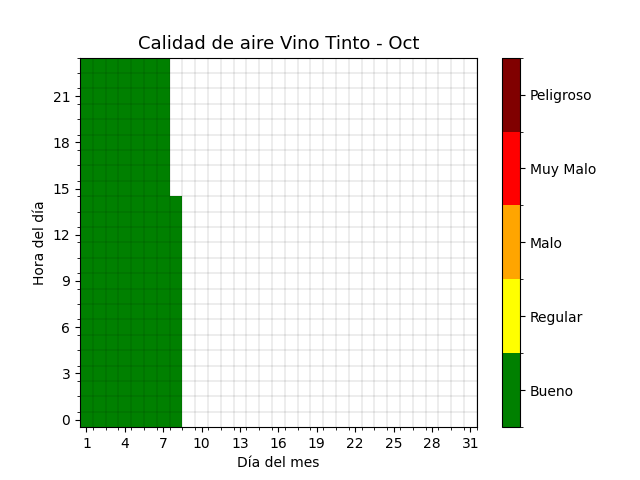 Calidad de aire Vino Tinto - Oct
Hora del día
21
18
15
12
9
6
3
0
1 4 7 10 13 16 19 22 25 28 31
Día del mes
Peligroso
Muy Malo
Malo
Regular
Bueno